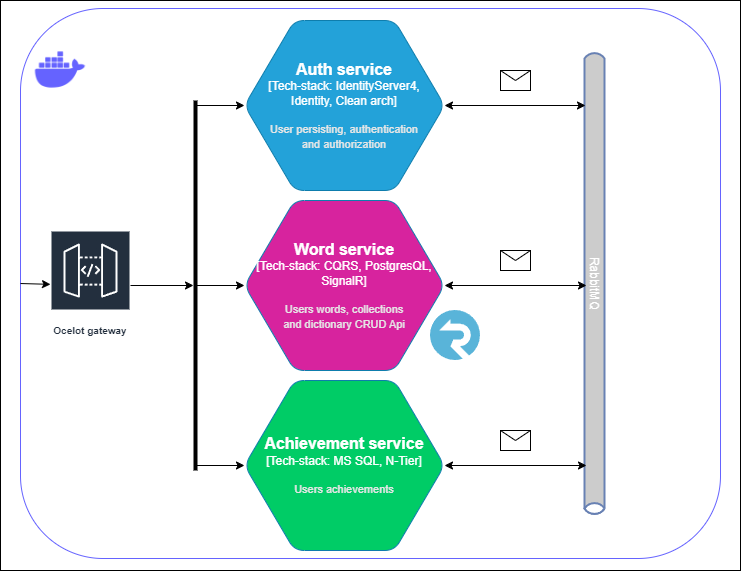 Auth service
[Tech-stack: IdentityServer4,
Identity, Clean arch]
User persisting, authentication
and authorization
Word service
[Tech-stack: CQRS, PostgresQL,
SignalR]
Users words, collections
and dictionary CRUD Api
Achievement service
[Tech-stack: MS SQL, N-Tier]
Users achievements
</>
Ocelot gateway
RabbitMQ